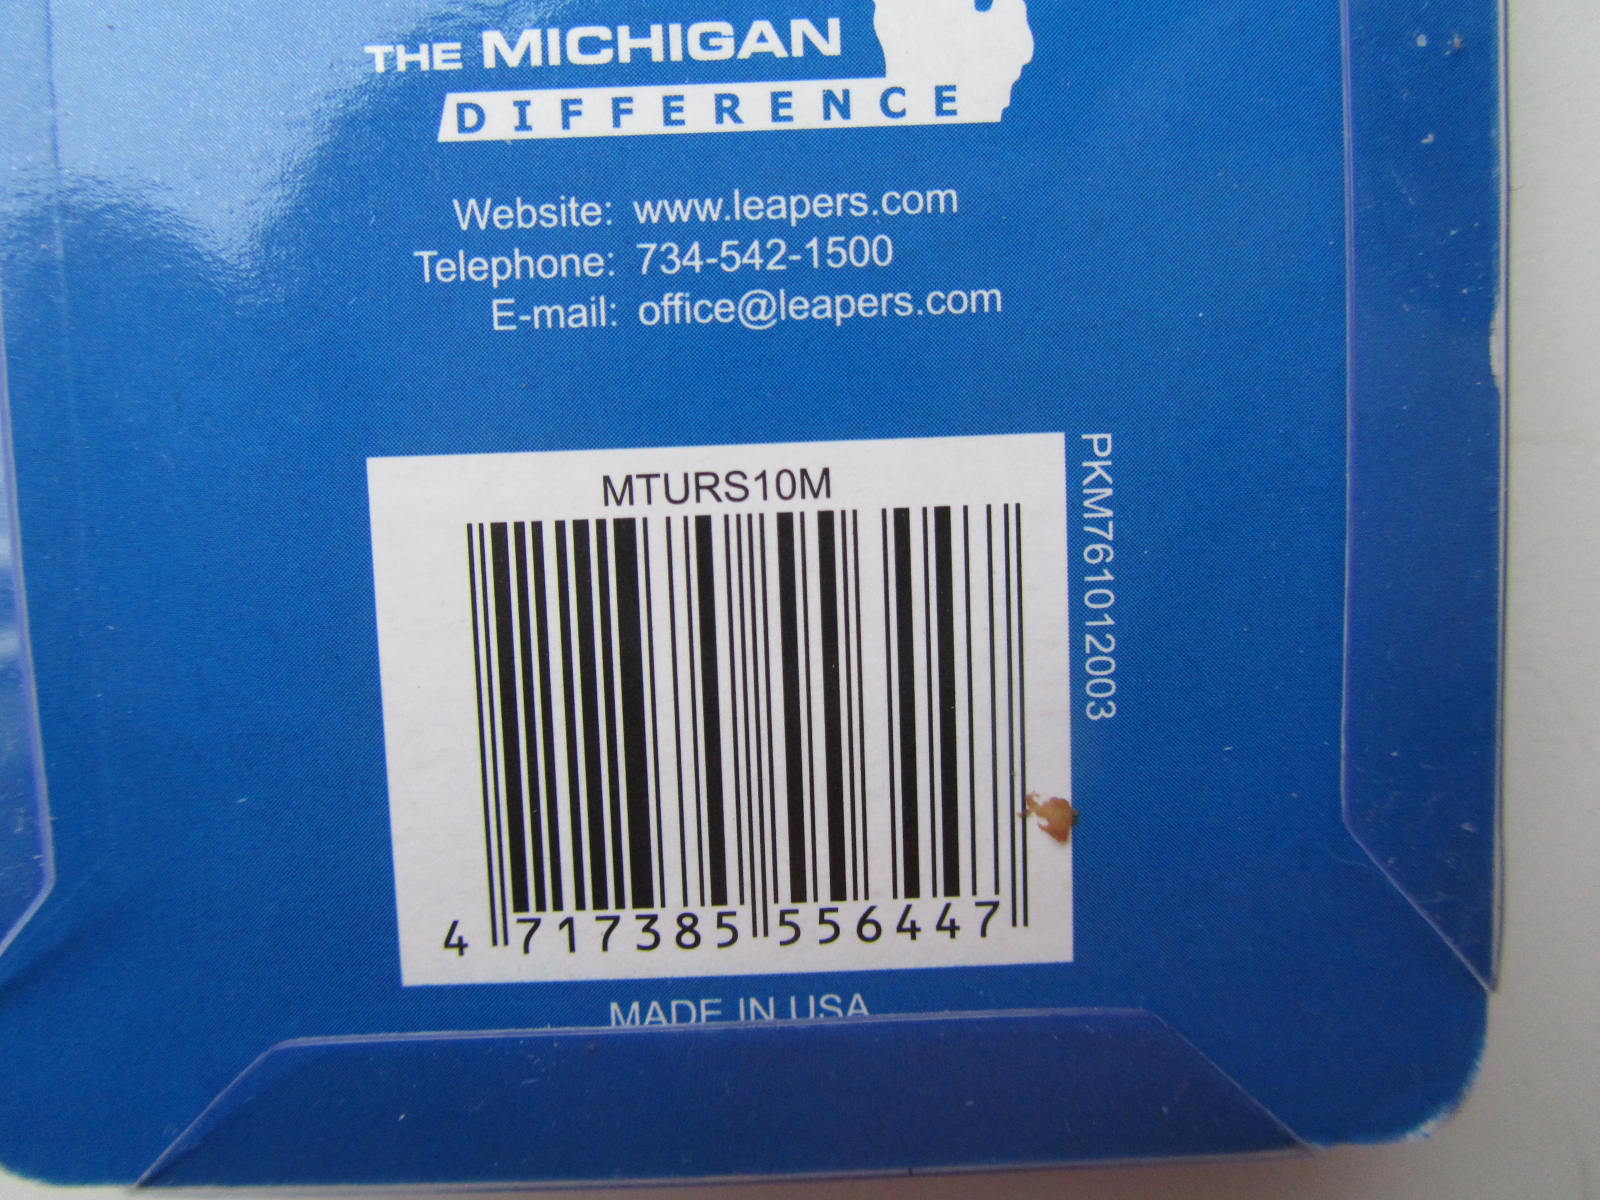 THE MICHIGAN
DIFFERENCE
Website: www.leapers.com
Telephone: 734-542-1500
E-mail: office@leapers.com
MTURS10M
4 717385 556447
PKM761012003
MADE IN USA